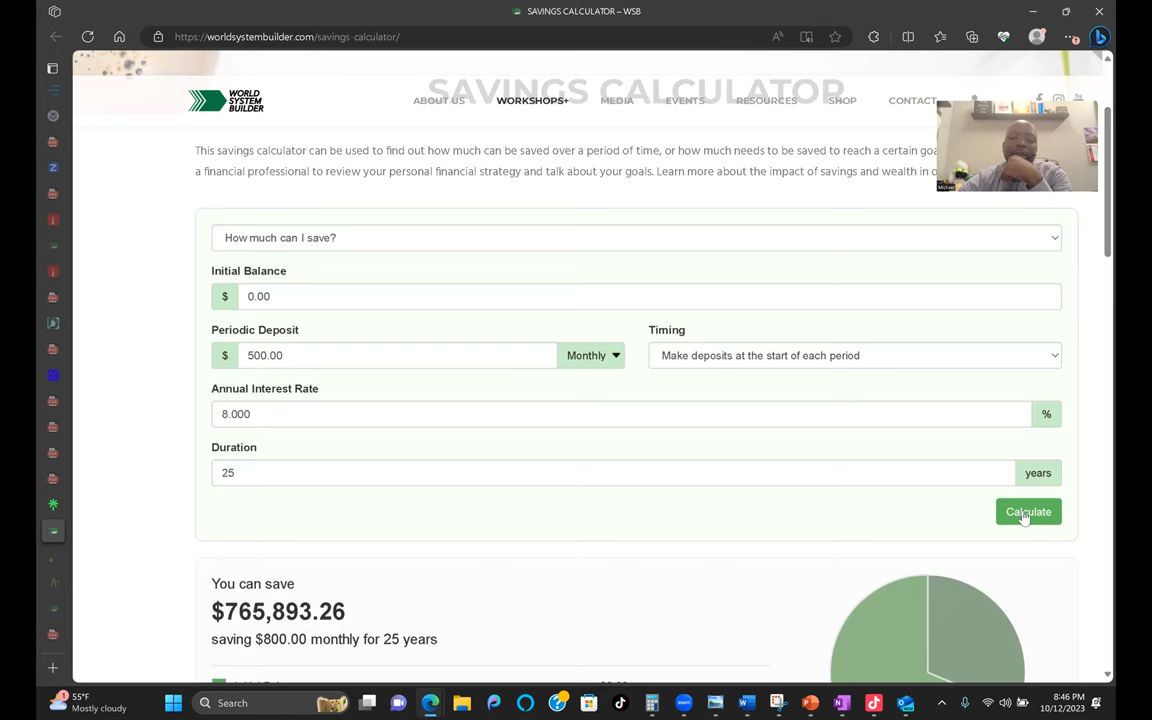 SAVINGS CALCULATOR – WSB
https://worldsystembuilder.com/savings-calculator/
SAVINGS CALCULATOR
WORLD
SYSTEM
BUILDER
ABOUT US WORKSHOPS+ MEDIA EVENTS RESOURCES SHOP CONTACT
This savings calculator can be used to find out how much can be saved over a period of time, or how much needs to be saved to reach a certain
a financial professional to review your personal financial strategy and talk about your goals. Learn more about the impact of savings and wealth in
Michael
How much can I save?
Initial Balance
$ 0.00
Periodic Deposit Timing
$ 500.00 Monthly Make deposits at the start of each period
Annual Interest Rate
8.000 %
Duration
25 years
Calculate
You can save
$765,893.26
saving $800.00 monthly for 25 years
55°F
Mostly cloudy
Search
8:46 PM
10/12/2023